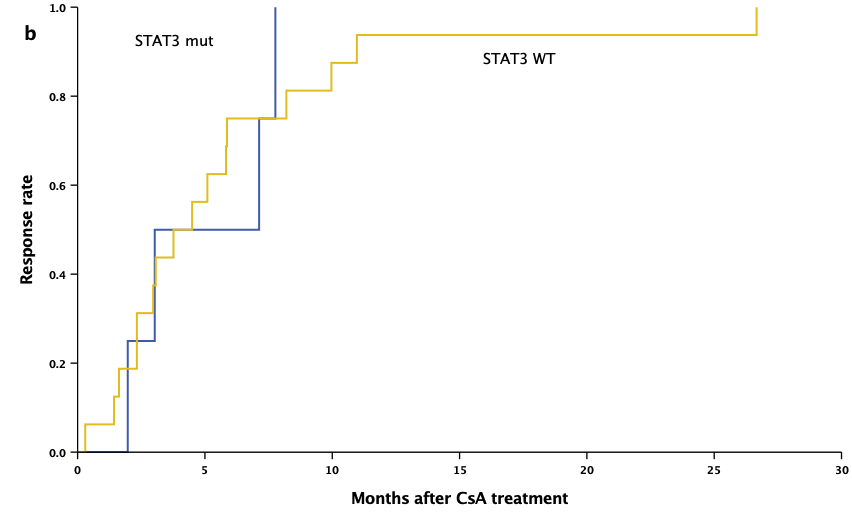 b
STAT3 mut
STAT3 WT
Response rate
1.0
0.8
0.6
0.4
0.2
0.0
0 5 10 15 20 25 30
Months after CsA treatment